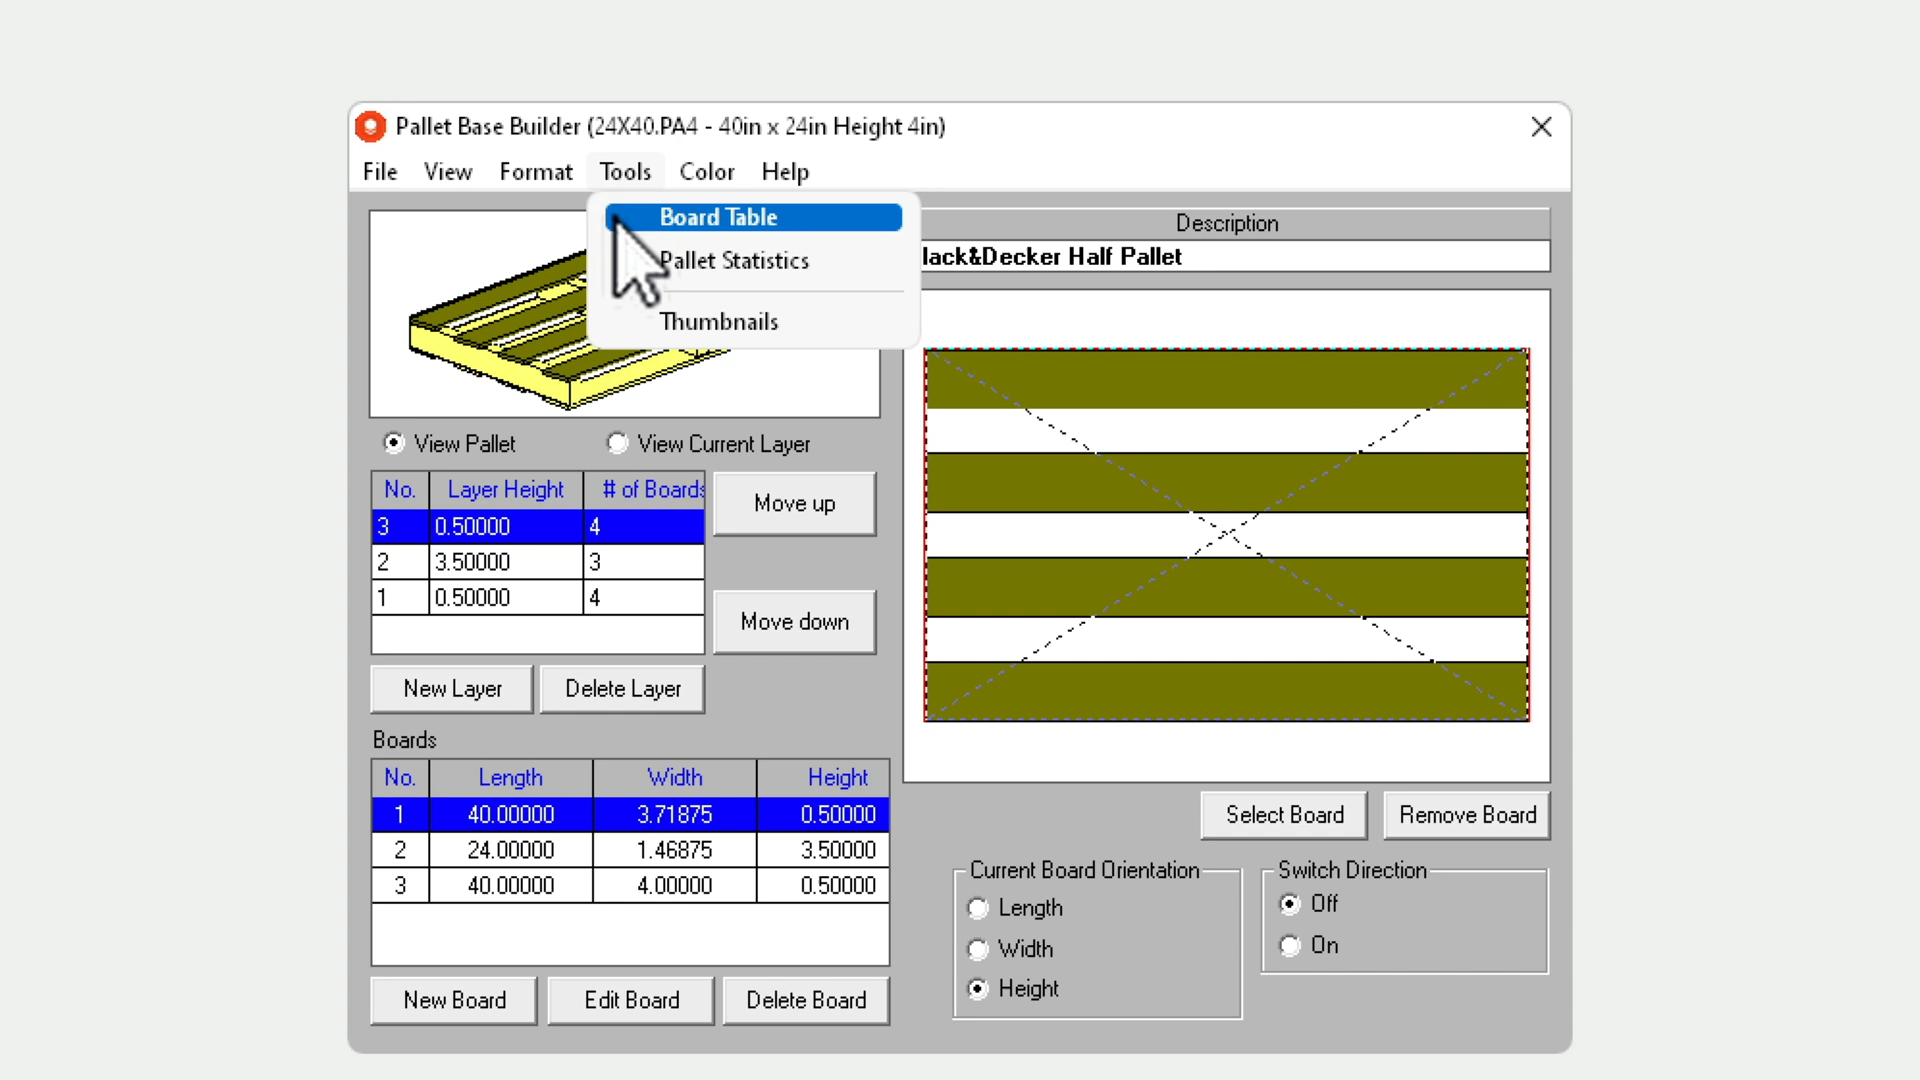 Pallet Base Builder (24X40.PA4 - 40in x 24in Height 4in)
File View Format Tools Color Help
Board Table
Pallet Statistics
Thumbnails
Description
lack&Decker Half Pallet
View Pallet View Current Layer
No. Layer Height # of Boards
3 0.50000 4
2 3.50000 3
1 0.50000 4
Move up
Move down
New Layer Delete Layer
Boards
No. Length Width Height
1 40.00000 3.71875 0.50000
2 24.00000 1.46875 3.50000
3 40.00000 4.00000 0.50000
New Board Edit Board Delete Board
Select Board Remove Board
Current Board Orientation
Length
Width
Height
Switch Direction
Off
On